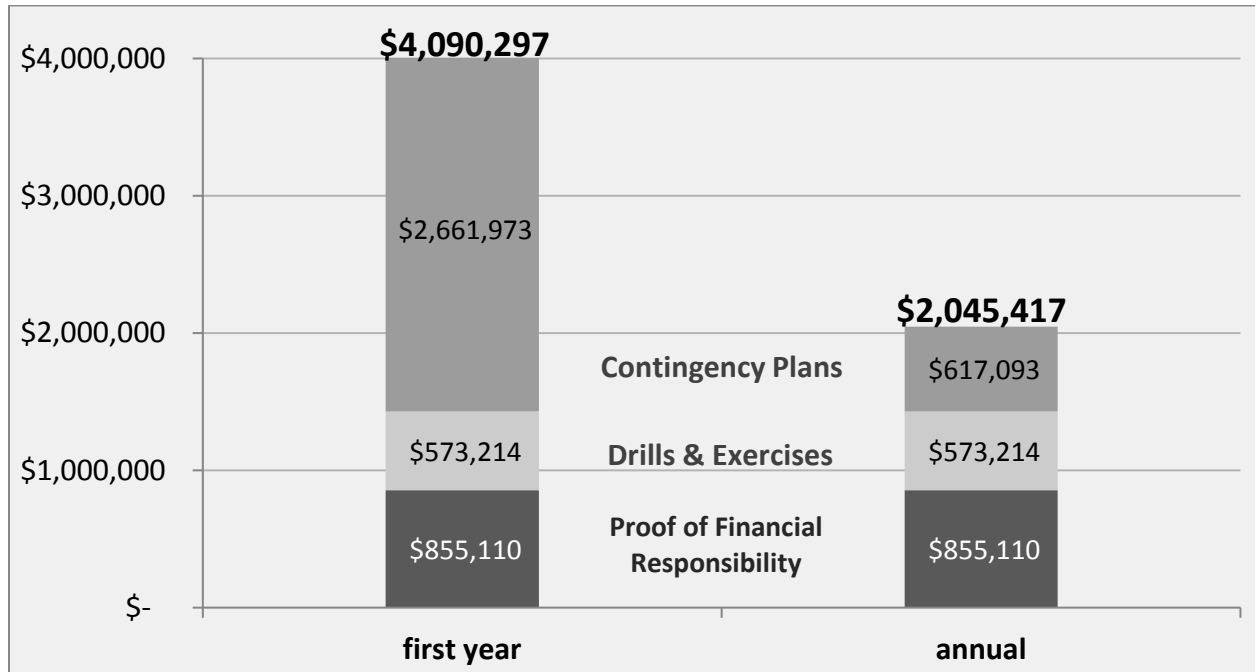 $4,090,297
$4,000,000
$3,000,000
$2,661,973
$2,045,417
$2,000,000
Contingency Plans
$617,093
$573,214
Drills & Exercises
$573,214
$1,000,000
$855,110
Proof of Financial
Responsibility
$855,110
$-
first year
annual